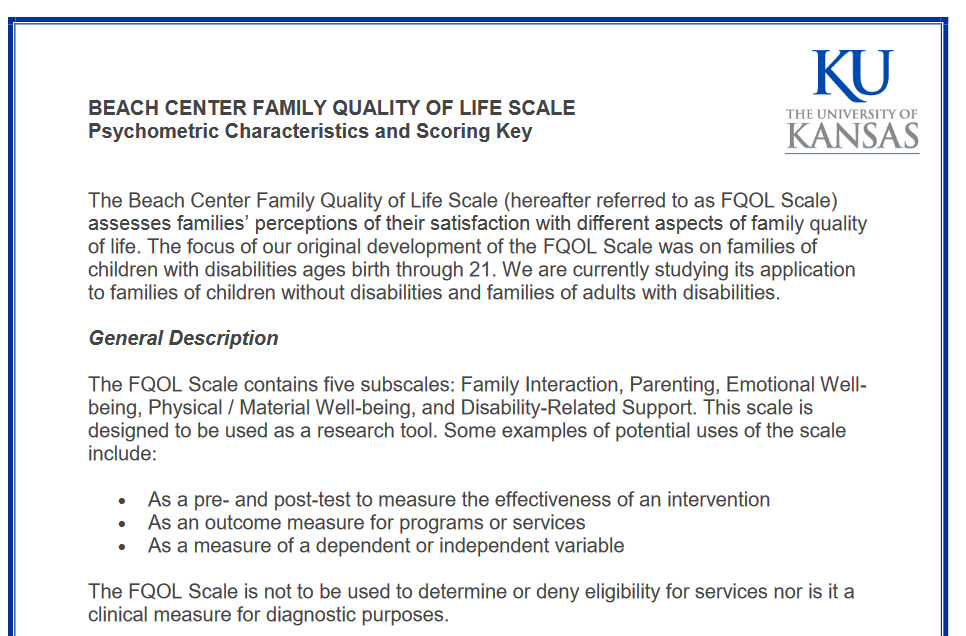 KU
THE UNIVERSITY OF
KANSAS
BEACH CENTER FAMILY QUALITY OF LIFE SCALE
Psychometric Characteristics and Scoring Key
The Beach Center Family Quality of Life Scale (hereafter referred to as FQOL Scale)
assesses families’ perceptions of their satisfaction with different aspects of family quality
of life. The focus of our original development of the FQOL Scale was on families of
children with disabilities ages birth through 21. We are currently studying its application
to families of children without disabilities and families of adults with disabilities.
General Description
The FQOL Scale contains five subscales: Family Interaction, Parenting, Emotional Well-
being, Physical / Material Well-being, and Disability-Related Support. This scale is
designed to be used as a research tool. Some examples of potential uses of the scale
include:
• As a pre- and post-test to measure the effectiveness of an intervention
• As an outcome measure for programs or services
• As a measure of a dependent or independent variable
The FQOL Scale is not to be used to determine or deny eligibility for services nor is it a
clinical measure for diagnostic purposes.